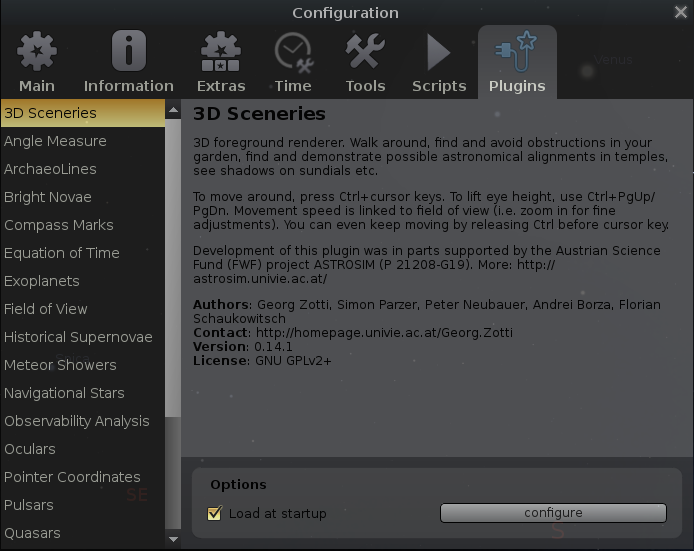 Configuration
Main
Information
Extras
Time
Tools
Scripts
Plugins
venus
3D Sceneries
Angle Measure
ArchaeoLines
Bright Novae
Compass Marks
Equation of Time
Exoplanets
Field of View
Historical Supernovae
Meteor Showers
Navigational Stars
Observability Analysis
Oculars
Pointer Coordinates
Pulsars
Quasars
SE
3D Sceneries
3D foreground renderer. Walk around, find and avoid obstructions in your
garden, find and demonstrate possible astronomical alignments in temples,
see shadows on sundials etc.
To move around, press Ctrl+cursor keys. To lift eye height, use Ctrl+PgUp/
PgDn. Movement speed is linked to field of view (i.e. zoom in for fine
adjustments). You can even keep moving by releasing Ctrl before cursor key.
Development of this plugin was in parts supported by the Austrian Science
Fund (FWF) project ASTROSIM (P 21208-G19). More: http://
astrosim.univie.ac.at/
Authors: Georg Zotti, Simon Parzer, Peter Neubauer, Andrei Borza, Florian
Schaukowitsch
Contact: http://homepage.univie.ac.at/Georg.Zotti
Version: 0.14.1
License: GNU GPLv2+
Options
Load at startup
configure
S